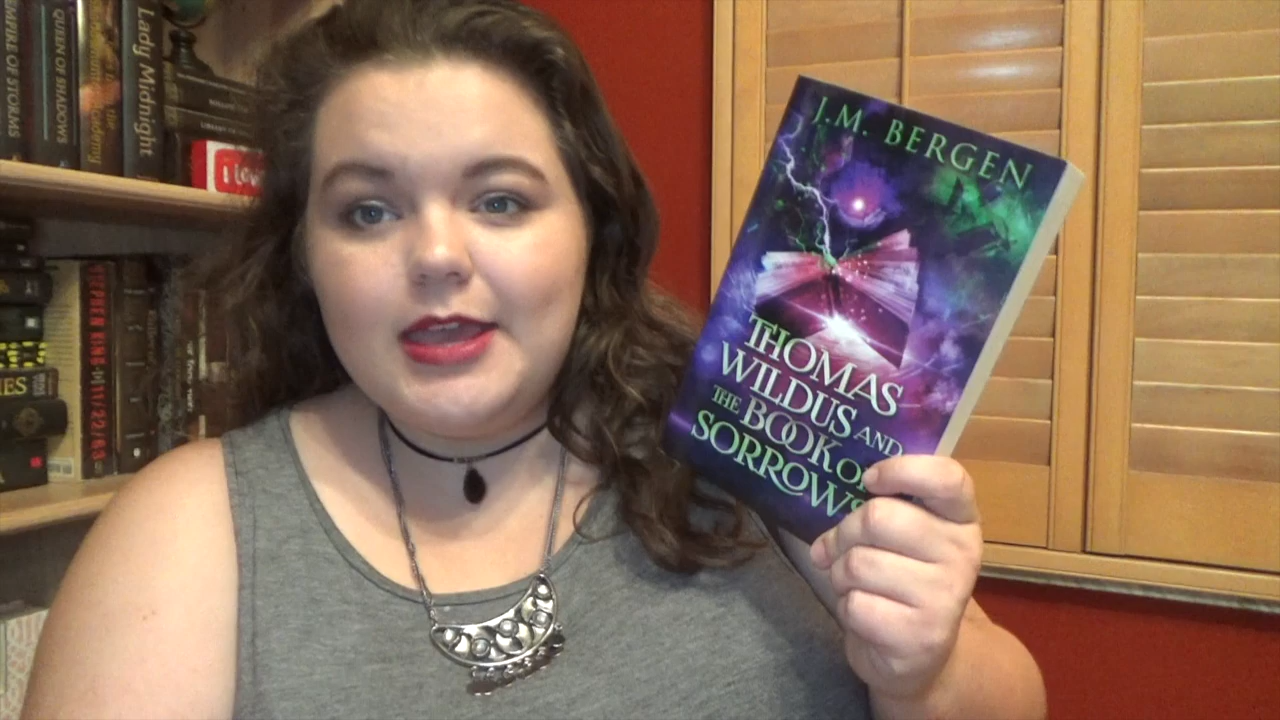 EMPIRE OF STORMS
QUEEN OF SHADOWS
Lady Midnight
I love
STEPHEN KING
11/22/63
J.M. BERGEN
THOMAS
WILDUS AND
THE BOOK OF
SORROWS